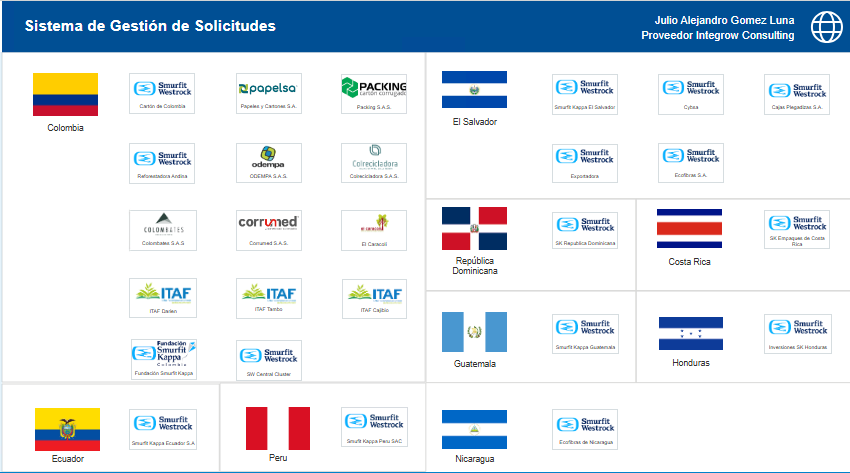 Sistema de Gestión de Solicitudes
Julio Alejandro Gomez Luna
Proveedor Integrow Consulting
Colombia
Smurfit
Westrock
Cartón de Colombia
papelsa
Papeles y Cartones S.A.
PACKING
cartón corrugado
Packing S.A.S.
Smurfit
Westrock
Reforestadora Andina
odempa
ODEMPA S.A.S.
Colrecicladora
Colrecicladora S.A.S.
COLOMBATES
Colombates S.A.S
corrumed
Corrumed S.A.S.
el caracolí
El Caracolí
ITAF
ITAF Darien
ITAF
ITAF Tambo
ITAF
ITAF Cajibio
Fundación
Smurfit
Kappa
Colombia
Fundación Smurfit Kappa
Smurfit
Westrock
SW Central Cluster
El Salvador
Smurfit
Westrock
Smurfit Kappa El Salvador
Smurfit
Westrock
Cybsa
Smurfit
Westrock
Cajas Plegadizas S.A.
Smurfit
Westrock
Exportadora
Smurfit
Westrock
Ecofibras S.A.
República
Dominicana
Smurfit
Westrock
SK Republica Dominicana
Costa Rica
Smurfit
Westrock
SK Empaques de Costa
Rica
Guatemala
Smurfit
Westrock
Smurfit Kappa Guatemala
Honduras
Smurfit
Westrock
Inversiones SK Honduras
Ecuador
Smurfit
Westrock
Smurfit Kappa Ecuador S.A
Peru
Smurfit
Westrock
Smurfit Kappa Peru SAC
Nicaragua
Smurfit
Westrock
Ecofibras de Nicaragua